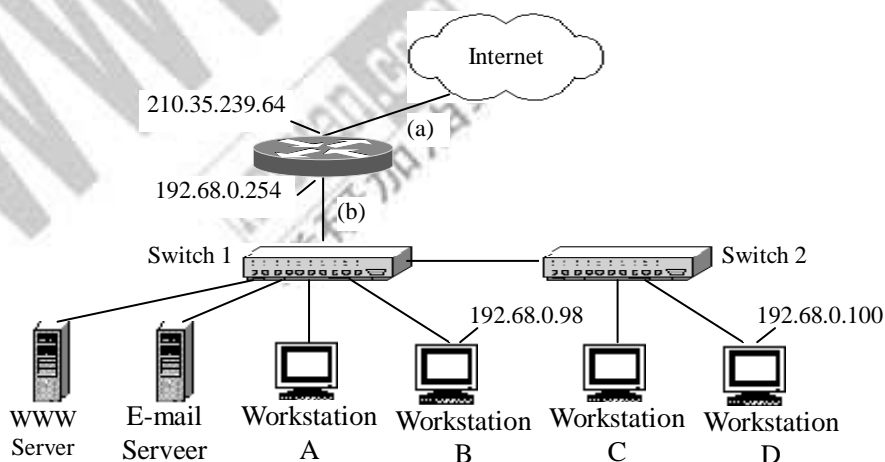 Internet
210.35.239.64
(a)
192.68.0.254
(b)
Switch 1
Switch 2
192.68.0.98
192.68.0.100
WWW
Server
E-mail
Serveer
Workstation
A
Workstation
B
Workstation
C
Workstation
D